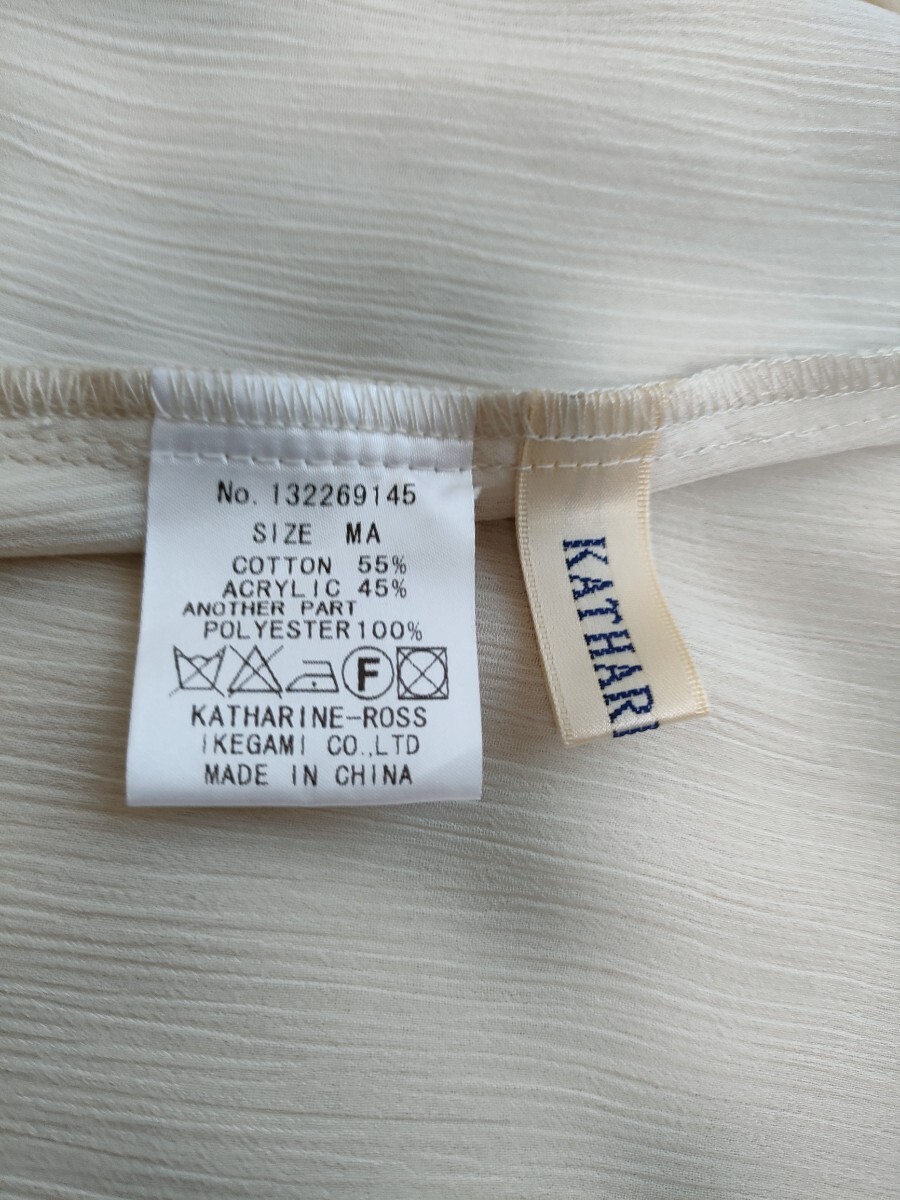 No. 132269145
SIZE MA
COTTON 55%
ACRYLIC 45%
ANOTHER PART
POLYESTER 100%
F
KATHARINE-ROSS
IKEGAMI CO.,LTD
MADE IN CHINA
KATHARI